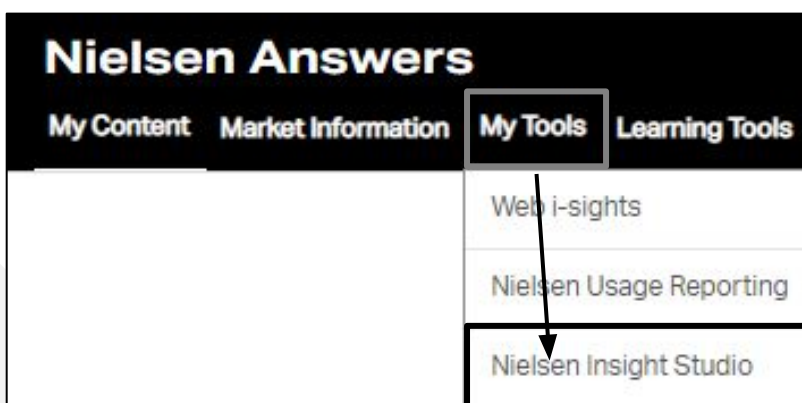 Nielsen Answers
My Content Market Information My Tools Learning Tools
Web i-sights
Nielsen Usage Reporting
Nielsen Insight Studio